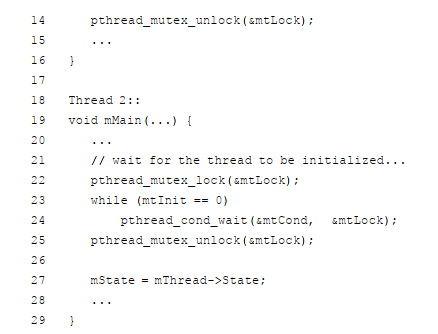 14 pthread_mutex_unlock(&mtLock);
15 ...
16 }
17
18 Thread 2::
19 void mMain(...) {
20 ...
21 // wait for the thread to be initialized...
22 pthread_mutex_lock(&mtLock);
23 while (mtInit == 0)
24 pthread_cond_wait(&mtCond, &mtLock);
25 pthread_mutex_unlock(&mtLock);
26
27 mState = mThread->State;
28 ...
29 }